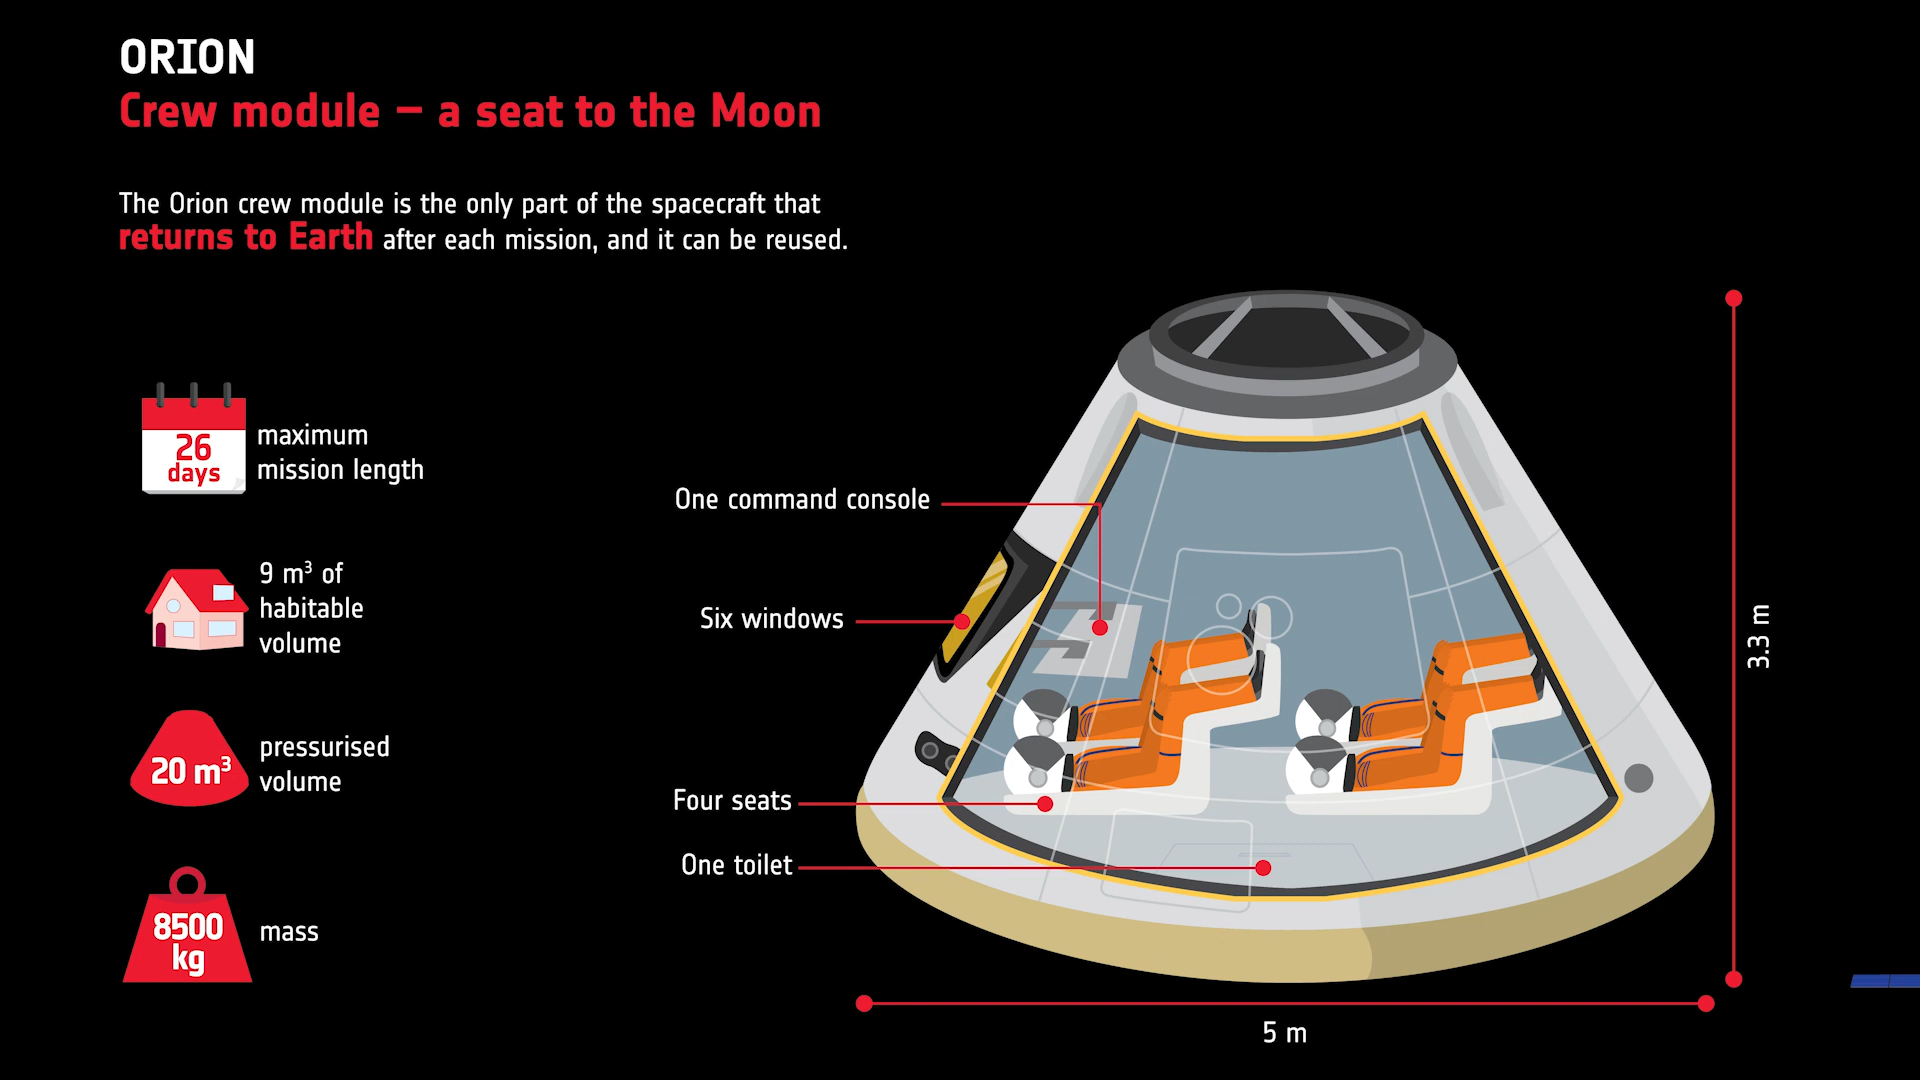 ORION
Crew module – a seat to the Moon
The Orion crew module is the only part of the spacecraft that
returns to Earth after each mission, and it can be reused.
26
days
maximum
mission length
9 m³ of
habitable
volume
20 m³
pressurised
volume
8500
kg
mass
One command console
Six windows
Four seats
One toilet
3.3 m
5 m